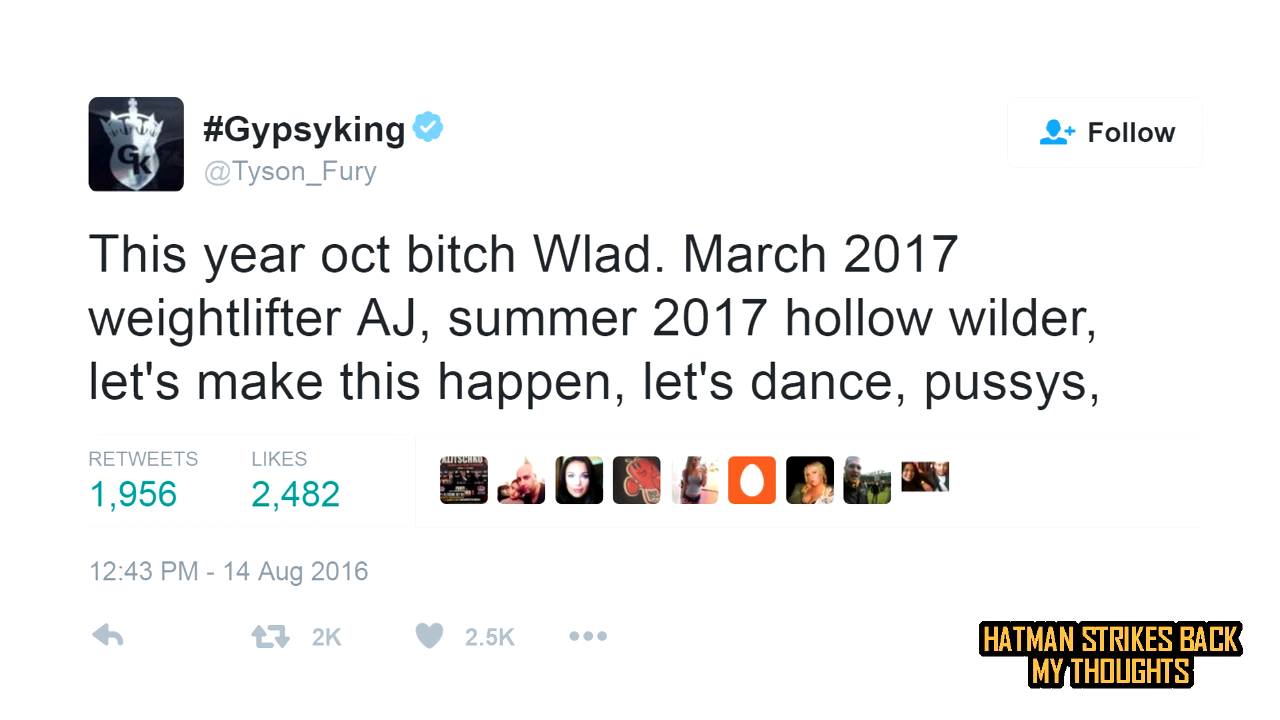 #Gypsyking
@Tyson_Fury
Follow
This year oct bitch Wlad. March 2017
weightlifter AJ, summer 2017 hollow wilder,
let's make this happen, let's dance, pussys,
RETWEETS LIKES
1,956 2,482
12:43 PM - 14 Aug 2016
2K 2.5K
HATMAN STRIKES BACK
MY THOUGHTS
GK
KLITSCHKO